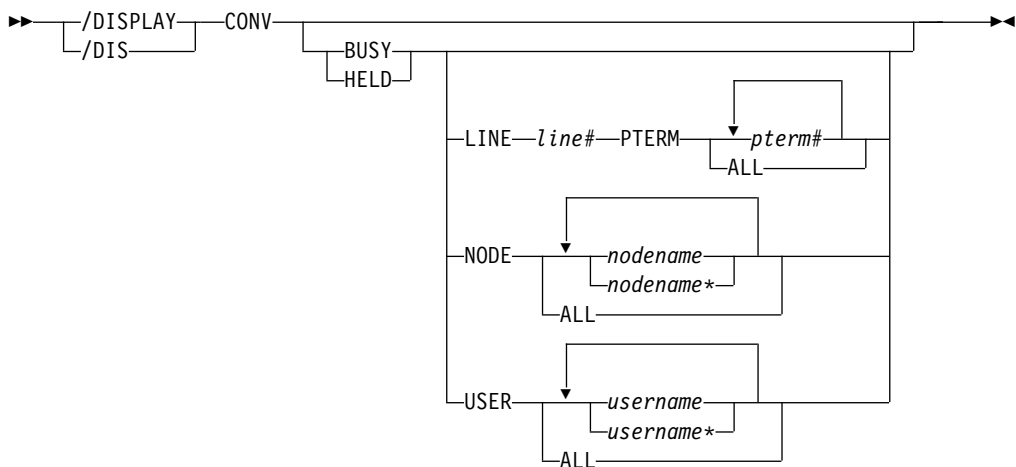 /DISPLAY CONV
/DIS
BUSY
HELD
LINE line# PTERM pterm#
ALL
NODE nodename
nodename*
ALL
USER username
username*
ALL